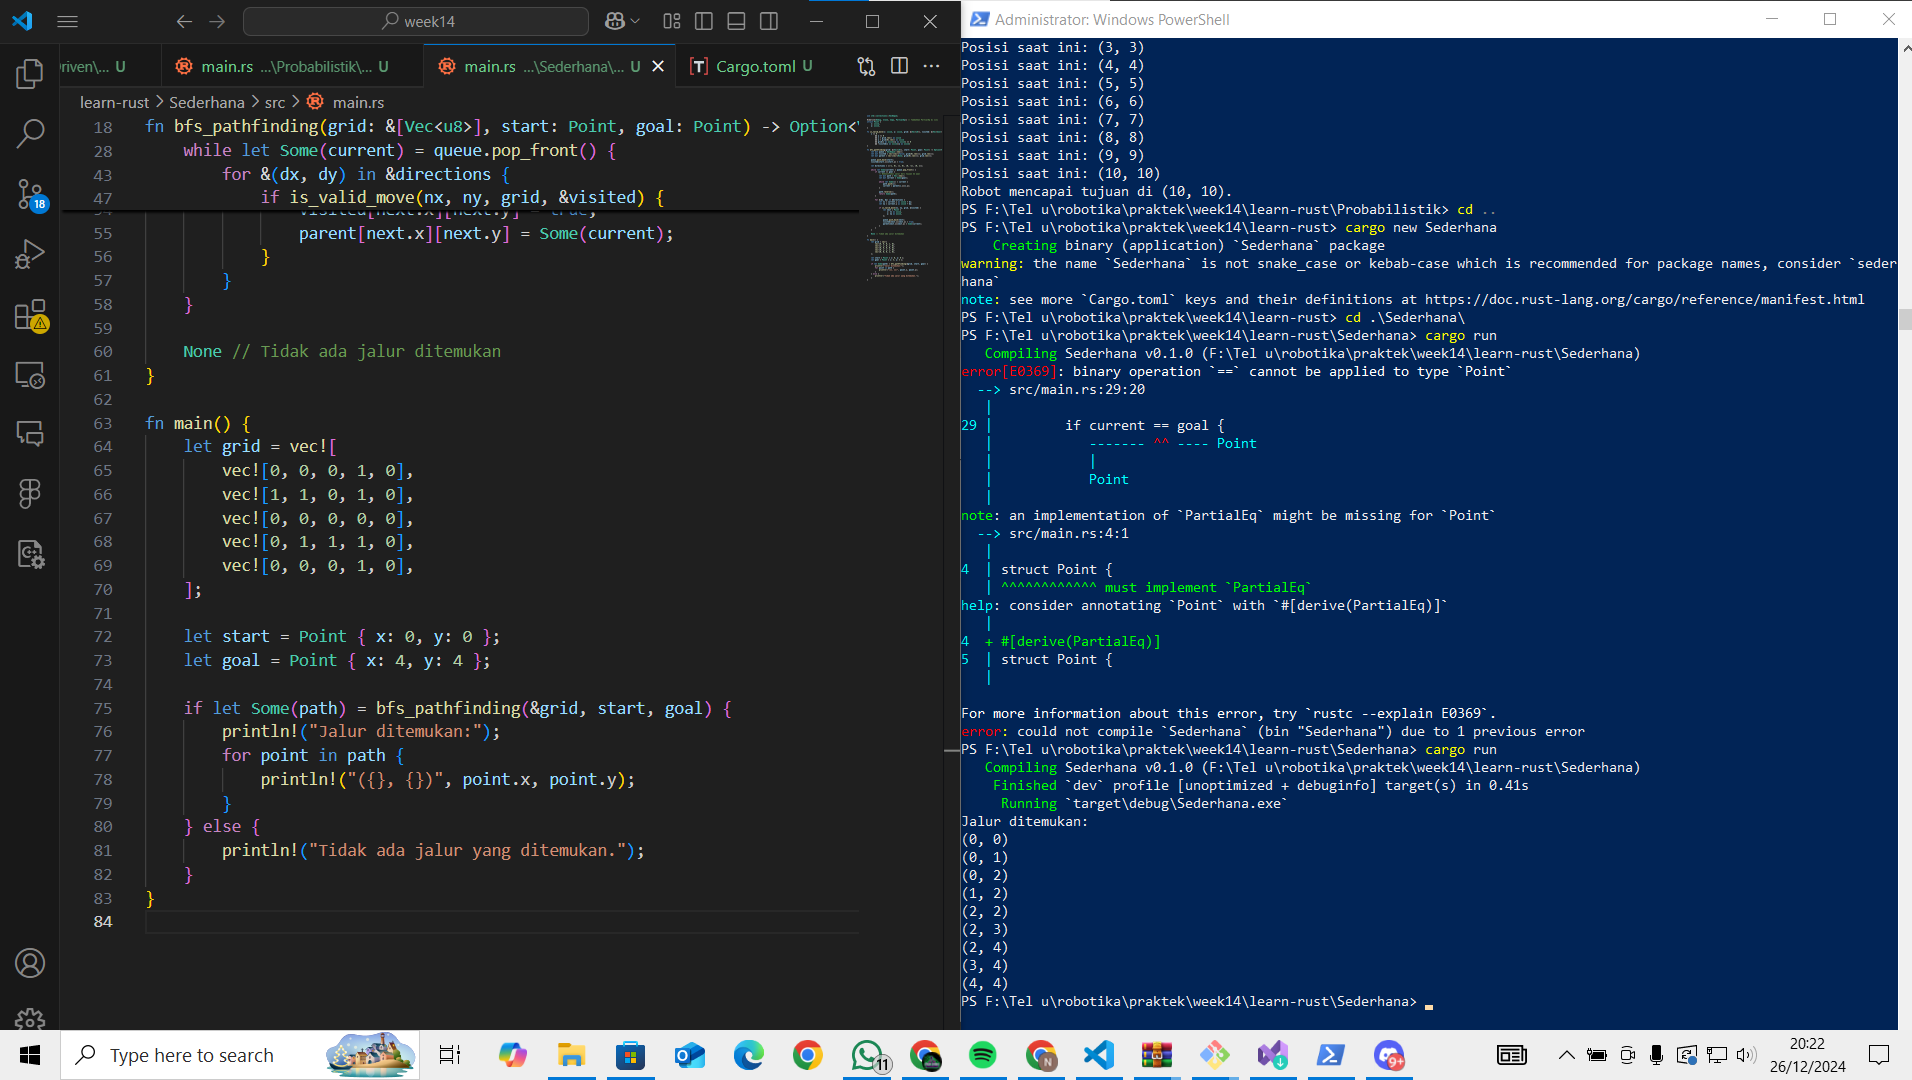 week14
riven\... U
main.rs ...\Probabilistik\... U
main.rs ...\Sederhana\... U
Cargo.toml U
learn-rust > Sederhana > src > main.rs
18 fn bfs_pathfinding(grid: &[Vec<u8>], start: Point, goal: Point) -> Option<
28 while let Some(current) = queue.pop_front() {
43 for &(dx, dy) in &directions {
47 if is_valid_move(nx, ny, grid, &visited) {
visited[next.x][next.y] = true;
55 parent[next.x][next.y] = Some(current);
56 }
57 }
58 }
59
60 None // Tidak ada jalur ditemukan
61 }
62
63 fn main() {
64 let grid = vec![
65 vec![0, 0, 0, 1, 0],
66 vec![1, 1, 0, 1, 0],
67 vec![0, 0, 0, 0, 0],
68 vec![0, 1, 1, 1, 0],
69 vec![0, 0, 0, 1, 0],
70 ];
71
72 let start = Point { x: 0, y: 0 };
73 let goal = Point { x: 4, y: 4 };
74
75 if let Some(path) = bfs_pathfinding(&grid, start, goal) {
76 println!("Jalur ditemukan:");
77 for point in path {
78 println!("({}, {})", point.x, point.y);
79 }
80 } else {
81 println!("Tidak ada jalur yang ditemukan.");
82 }
83 }
84
18
Administrator: Windows PowerShell
Posisi saat ini: (3, 3)
Posisi saat ini: (4, 4)
Posisi saat ini: (5, 5)
Posisi saat ini: (6, 6)
Posisi saat ini: (7, 7)
Posisi saat ini: (8, 8)
Posisi saat ini: (9, 9)
Posisi saat ini: (10, 10)
Robot mencapai tujuan di (10, 10).
PS F:\Tel u\robotika\praktek\week14\learn-rust\Probabilistik> cd ..
PS F:\Tel u\robotika\praktek\week14\learn-rust> cargo new Sederhana
Creating binary (application) `Sederhana` package
warning: the name `Sederhana` is not snake_case or kebab-case which is recommended for package names, consider `seder
hana`
note: see more `Cargo.toml` keys and their definitions at https://doc.rust-lang.org/cargo/reference/manifest.html
PS F:\Tel u\robotika\praktek\week14\learn-rust> cd .\Sederhana\
PS F:\Tel u\robotika\praktek\week14\learn-rust\Sederhana> cargo run
Compiling Sederhana v0.1.0 (F:\Tel u\robotika\praktek\week14\learn-rust\Sederhana)
error[E0369]: binary operation `==` cannot be applied to type `Point`
--> src/main.rs:29:20
|
29 | if current == goal {
| ------- ^^ ---- Point
| |
| Point
|
note: an implementation of `PartialEq` might be missing for `Point`
--> src/main.rs:4:1
|
4 | struct Point {
| ^^^^^^^^^^^^ must implement `PartialEq`
help: consider annotating `Point` with `#[derive(PartialEq)]`
|
4 + #[derive(PartialEq)]
5 | struct Point {
|
For more information about this error, try `rustc --explain E0369`.
error: could not compile `Sederhana` (bin "Sederhana") due to 1 previous error
PS F:\Tel u\robotika\praktek\week14\learn-rust\Sederhana> cargo run
Compiling Sederhana v0.1.0 (F:\Tel u\robotika\praktek\week14\learn-rust\Sederhana)
Finished `dev` profile [unoptimized + debuginfo] target(s) in 0.41s
Running `target\debug\Sederhana.exe`
Jalur ditemukan:
(0, 0)
(0, 1)
(0, 2)
(1, 2)
(2, 2)
(2, 3)
(2, 4)
(3, 4)
(4, 4)
PS F:\Tel u\robotika\praktek\week14\learn-rust\Sederhana>
Type here to search
11
N
9+
20:22
26/12/2024